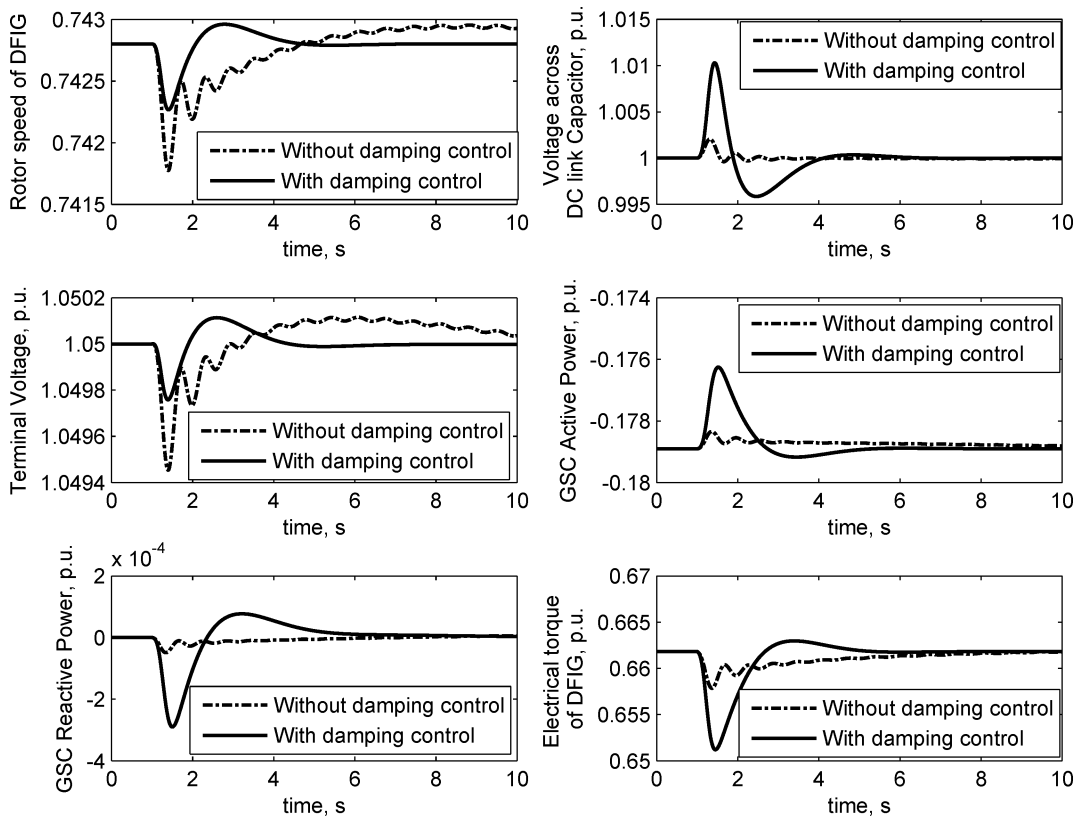 Rotor speed of DFIG
0.743
0.7425
0.742
0.7415
Without damping control
With damping control
0 2 4 6 8 10
time, s
Voltage across
DC link Capacitor, p.u.
1.015
1.01
1.005
1
0.995
Without damping control
With damping control
0 2 4 6 8 10
time, s
Terminal Voltage, p.u.
1.0502
1.05
1.0498
1.0496
1.0494
Without damping control
With damping control
0 2 4 6 8 10
time, s
GSC Active Power, p.u.
-0.174
-0.176
-0.178
-0.18
Without damping control
With damping control
0 2 4 6 8 10
time, s
GSC Reactive Power, p.u.
x 10-4
2
0
-2
-4
Without damping control
With damping control
0 2 4 6 8 10
time, s
Electrical torque
of DFIG, p.u.
0.67
0.665
0.66
0.655
0.65
Without damping control
With damping control
0 2 4 6 8 10
time, s